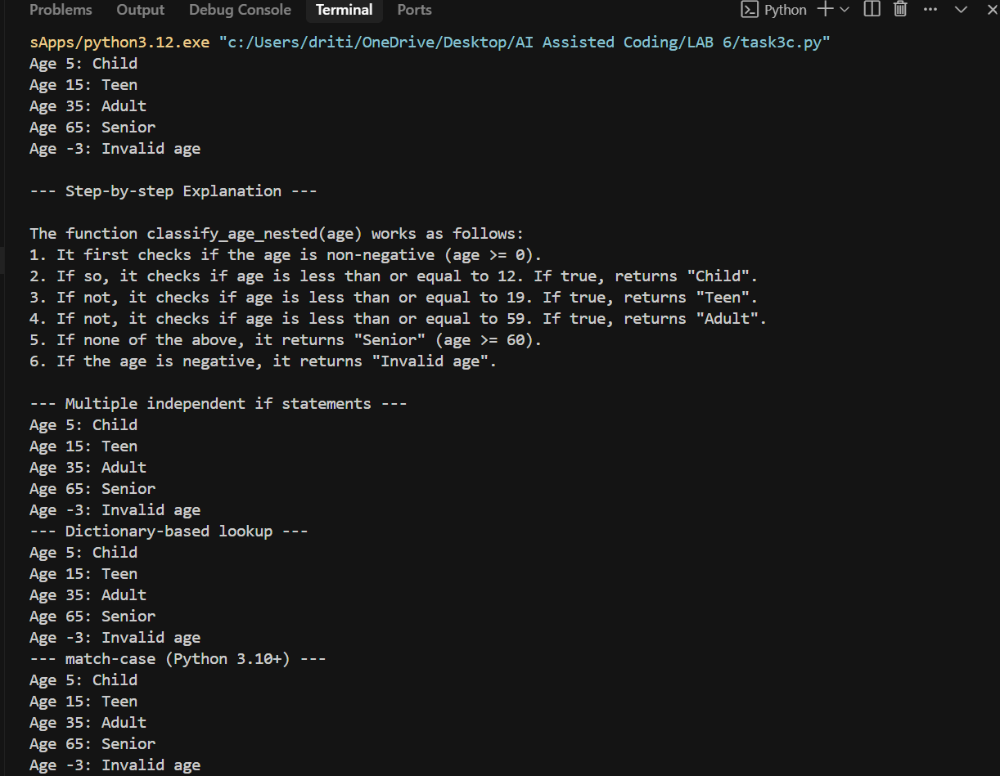 Problems Output Debug Console Terminal Ports Python
sApps/python3.12.exe "c:/Users/driti/OneDrive/Desktop/AI Assisted Coding/LAB 6/task3c.py"
Age 5: Child
Age 15: Teen
Age 35: Adult
Age 65: Senior
Age -3: Invalid age
--- Step-by-step Explanation ---
The function classify_age_nested(age) works as follows:
1. It first checks if the age is non-negative (age >= 0).
2. If so, it checks if age is less than or equal to 12. If true, returns "Child".
3. If not, it checks if age is less than or equal to 19. If true, returns "Teen".
4. If not, it checks if age is less than or equal to 59. If true, returns "Adult".
5. If none of the above, it returns "Senior" (age >= 60).
6. If the age is negative, it returns "Invalid age".
--- Multiple independent if statements ---
Age 5: Child
Age 15: Teen
Age 35: Adult
Age 65: Senior
Age -3: Invalid age
--- Dictionary-based lookup ---
Age 5: Child
Age 15: Teen
Age 35: Adult
Age 65: Senior
Age -3: Invalid age
--- match-case (Python 3.10+) ---
Age 5: Child
Age 15: Teen
Age 35: Adult
Age 65: Senior
Age -3: Invalid age